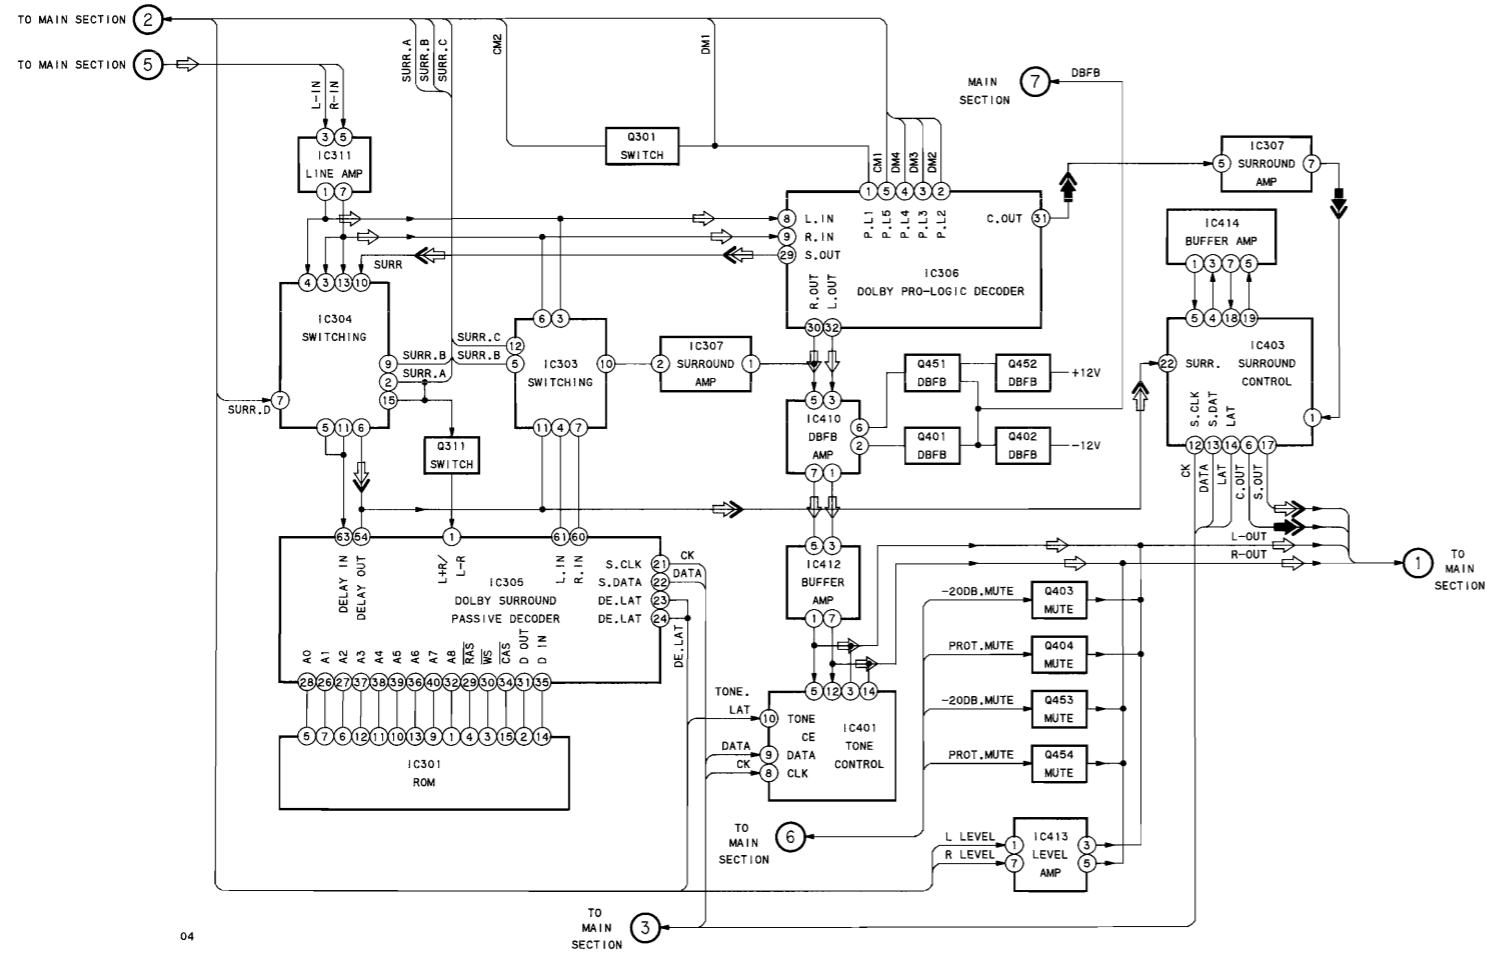 TO MAIN SECTION 2
TO MAIN SECTION 5
L-IN
R-IN
SURR.A
SURR.B
SURR.C
CM2
DM1
MAIN
SECTION
7
DBFB
3 5
IC311
LINE AMP
1 7
Q301
SWITCH
CM1
DM4
DM3
DM2
1 5 4 3 2
8 L.IN
9 R.IN
29 S.OUT
P.L1
P.L5
P.L4
P.L3
P.L2
C.OUT 31
R.OUT
L.OUT
IC306
DOLBY PRO-LOGIC DECODER
30 32
5
IC307
SURROUND
AMP
7
IC414
BUFFER AMP
1 3 7 5
SURR
4 3 13 10
IC304
SWITCHING
9
2
15
7
SURR.D
5 11 6
SURR.C
SURR.B
SURR.B
SURR.A
6 3
12
5
IC303
SWITCHING
10
11 4 7
2
IC307
SURROUND
AMP
1
Q311
SWITCH
5 3
IC410
DBFB
AMP
6
2
7 1
Q451
DBFB
Q452
DBFB
+12V
Q401
DBFB
Q402
DBFB
-12V
5 4 18 19
22 SURR.
IC403
SURROUND
CONTROL
1
S.CLK
S.DAT
LAT
12 13 14 6 17
CK
DATA
LAT
C.OUT
S.OUT
L-OUT
R-OUT
1
TO
MAIN
SECTION
63 54 1 61 60
DELAY IN
DELAY OUT
L+R/
L-R
L.IN
R.IN
IC305
DOLBY SURROUND
PASSIVE DECODER
S.CLK 21 CK
S.DATA 22 DATA
DE.LAT 23
DE.LAT 24
DE.LAT
A0
A1
A2
A3
A4
A5
A6
A7
A8
RAS
WS
CAS
D OUT
D IN
28 26 27 37 38 39 36 40 32 29 30 34 31 35
5 7 6 12 11 10 13 9 1 4 3 15 2 14
IC301
ROM
5 3
IC412
BUFFER
AMP
1 7
TONE.
LAT
DATA
CK
5 12 3 14
10 TONE
CE
9 DATA
8 CLK
IC401
TONE
CONTROL
-20DB.MUTE
Q403
MUTE
PROT.MUTE
Q404
MUTE
-20DB.MUTE
Q453
MUTE
PROT.MUTE
Q454
MUTE
TO
MAIN
SECTION
6
L LEVEL
R LEVEL
1
7
IC413
LEVEL
AMP
3
5
TO
MAIN
SECTION
3
04